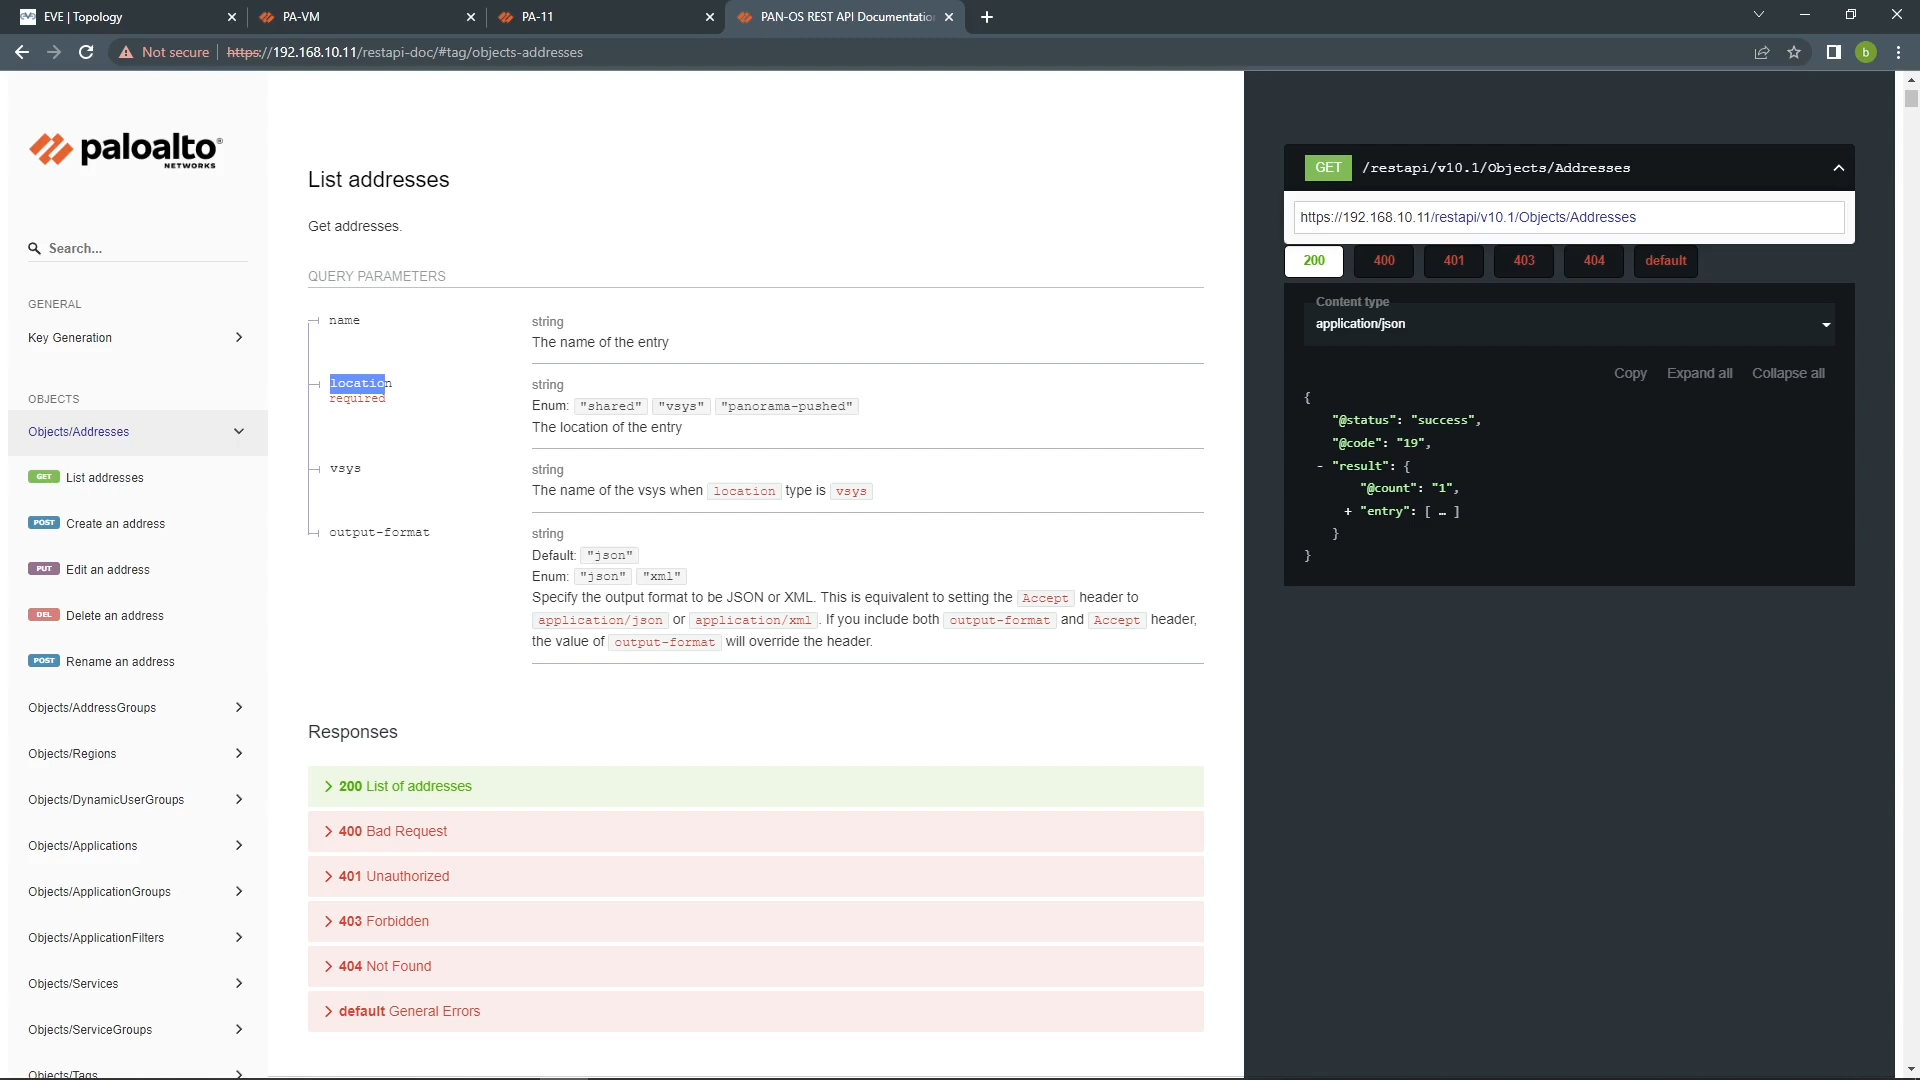 EVE | Topology
PA-VM
PA-11
PAN-OS REST API Documentation
Not secure
https://192.168.10.11/restapi-doc/#tag/objects-addresses
b
paloalto®
NETWORKS
Search...
GENERAL
Key Generation
OBJECTS
Objects/Addresses
GET List addresses
POST Create an address
PUT Edit an address
DEL Delete an address
POST Rename an address
Objects/AddressGroups
Objects/Regions
Objects/DynamicUserGroups
Objects/Applications
Objects/ApplicationGroups
Objects/ApplicationFilters
Objects/Services
Objects/ServiceGroups
Objects/Tags
List addresses
Get addresses.
QUERY PARAMETERS
name
string
The name of the entry
location
required
string
Enum: "shared" "vsys" "panorama-pushed"
The location of the entry
vsys
string
The name of the vsys when location type is vsys
output-format
string
Default: "json"
Enum: "json" "xml"
Specify the output format to be JSON or XML. This is equivalent to setting the Accept header to
application/json or application/xml . If you include both output-format and Accept header,
the value of output-format will override the header.
Responses
200 List of addresses
400 Bad Request
401 Unauthorized
403 Forbidden
404 Not Found
default General Errors
GET /restapi/v10.1/Objects/Addresses
https://192.168.10.11/restapi/v10.1/Objects/Addresses
200 400 401 403 404 default
Content type
application/json
Copy Expand all Collapse all
{
"@status": "success",
"@code": "19",
- "result": {
"@count": "1",
+ "entry": [ … ]
}
}